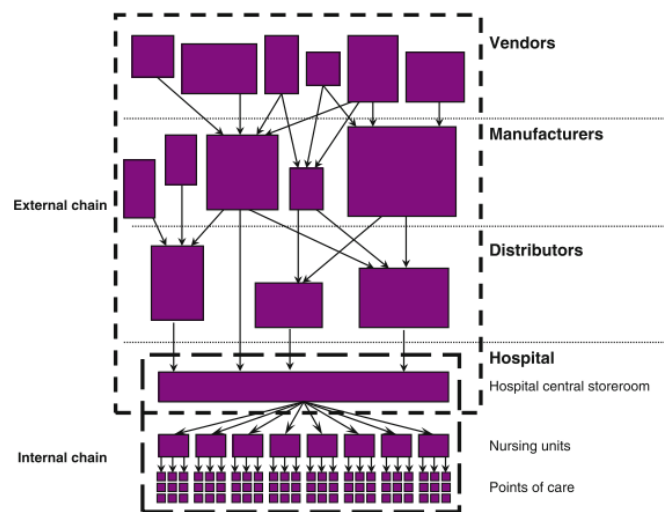 Vendors
Manufacturers
External chain
Distributors
Hospital
Hospital central storeroom
Nursing units
Internal chain
Points of care